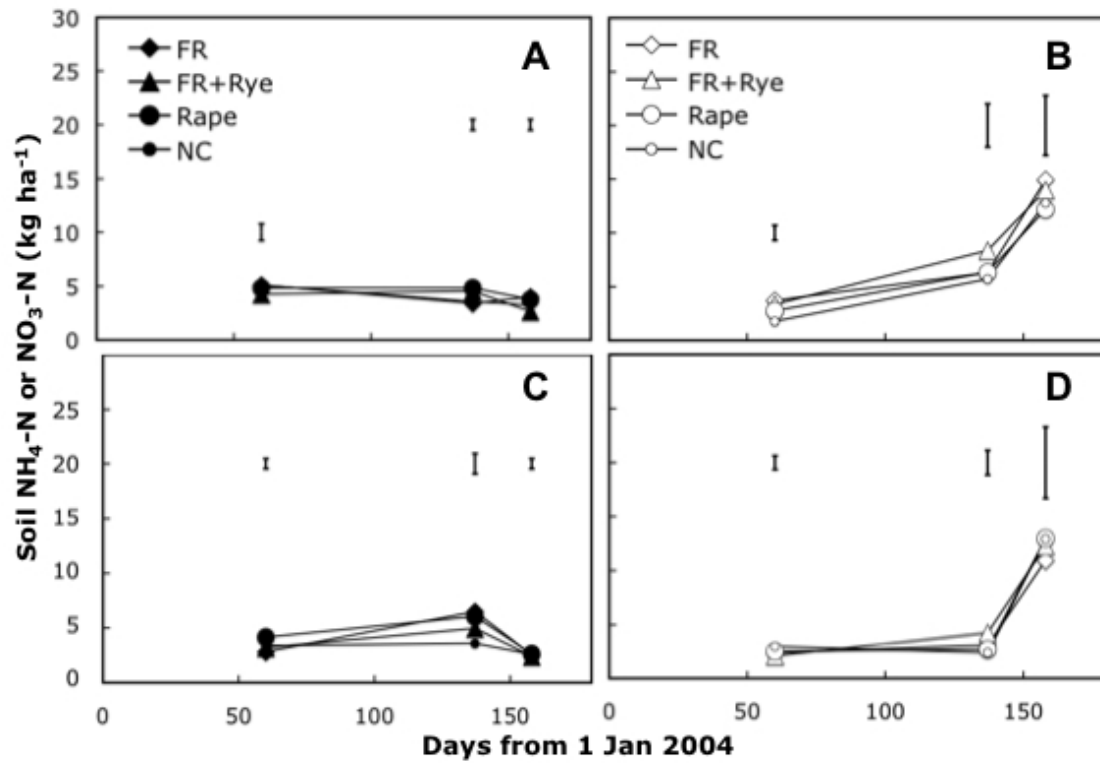 Soil NH₄-N or NO₃-N (kg ha⁻¹)
30
25
20
15
10
5
0
FR
FR+Rye
Rape
NC
A
FR
FR+Rye
Rape
NC
B
25
20
15
10
5
0
C
D
0 50 100 150
0 50 100 150
Days from 1 Jan 2004